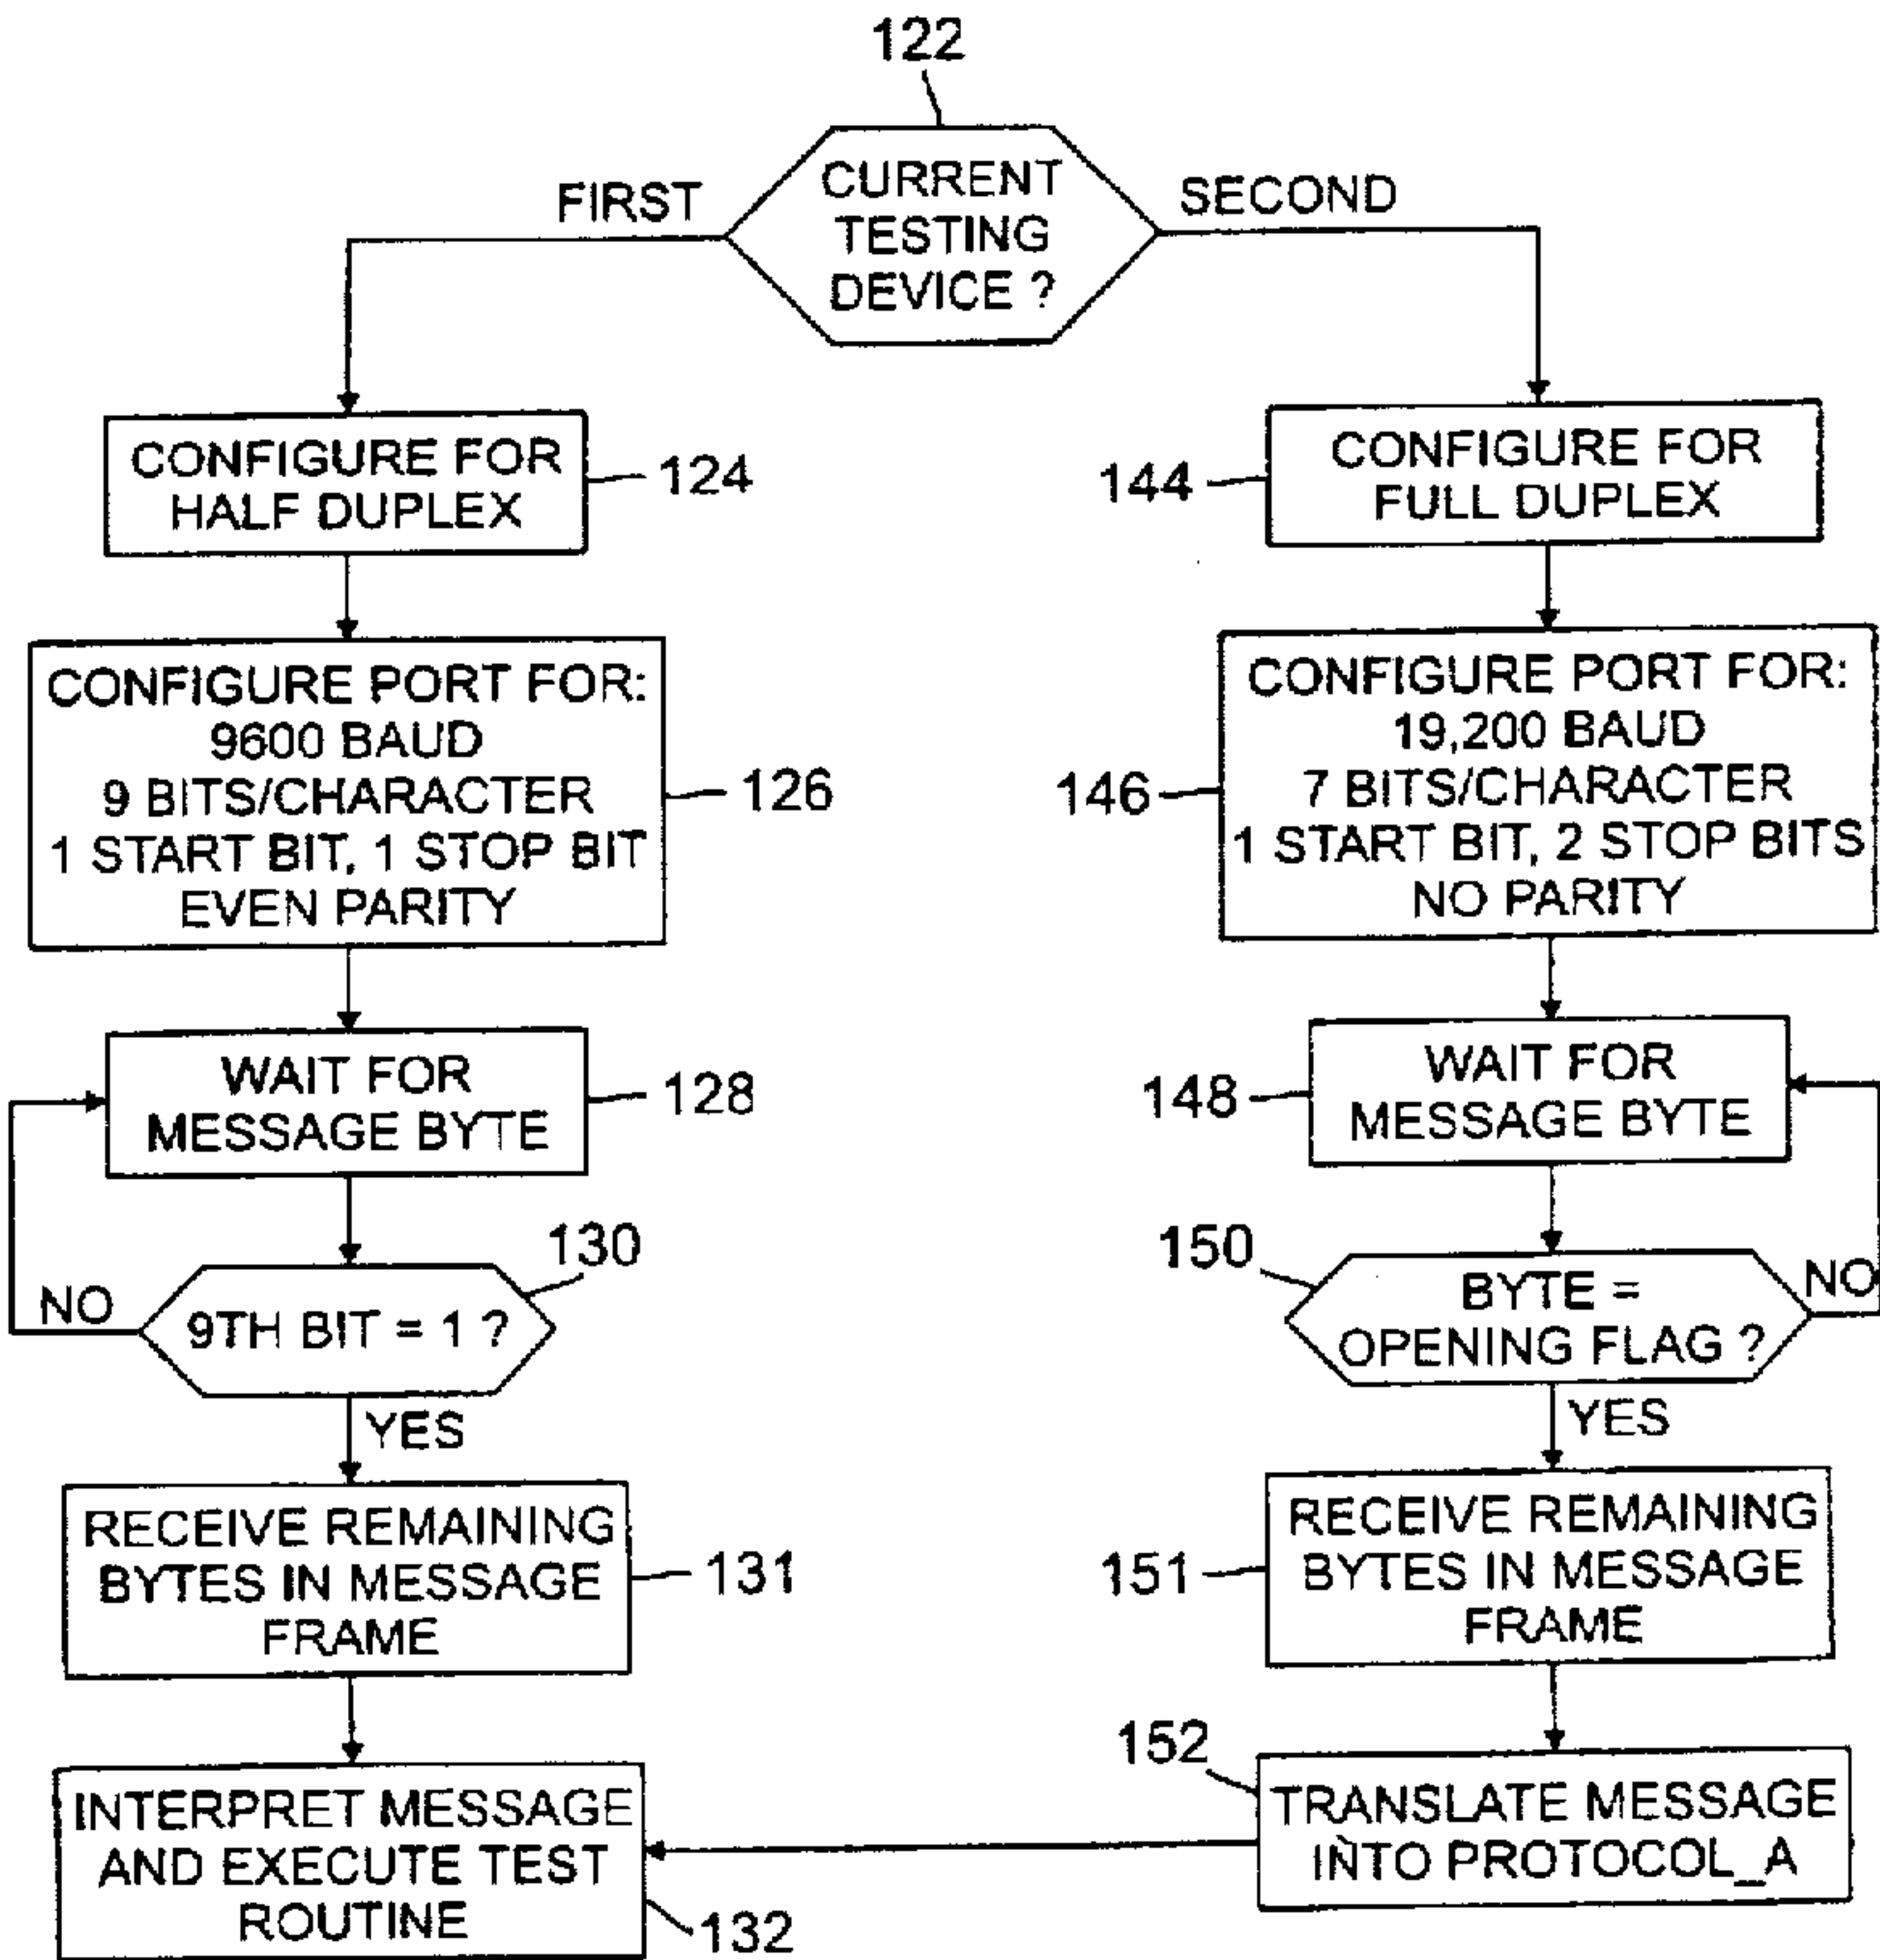 122
FIRST
CURRENT
TESTING
DEVICE ?
SECOND
CONFIGURE FOR
HALF DUPLEX
124
144
CONFIGURE FOR
FULL DUPLEX
CONFIGURE PORT FOR:
9600 BAUD
9 BITS/CHARACTER
1 START BIT, 1 STOP BIT
EVEN PARITY
126
146
CONFIGURE PORT FOR:
19,200 BAUD
7 BITS/CHARACTER
1 START BIT, 2 STOP BITS
NO PARITY
WAIT FOR
MESSAGE BYTE
128
148
WAIT FOR
MESSAGE BYTE
130
NO
9TH BIT = 1 ?
YES
150
BYTE =
OPENING FLAG ?
NO
YES
RECEIVE REMAINING
BYTES IN MESSAGE
FRAME
131
151
RECEIVE REMAINING
BYTES IN MESSAGE
FRAME
INTERPRET MESSAGE
AND EXECUTE TEST
ROUTINE
132
152
TRANSLATE MESSAGE
INTO PROTOCOL_A